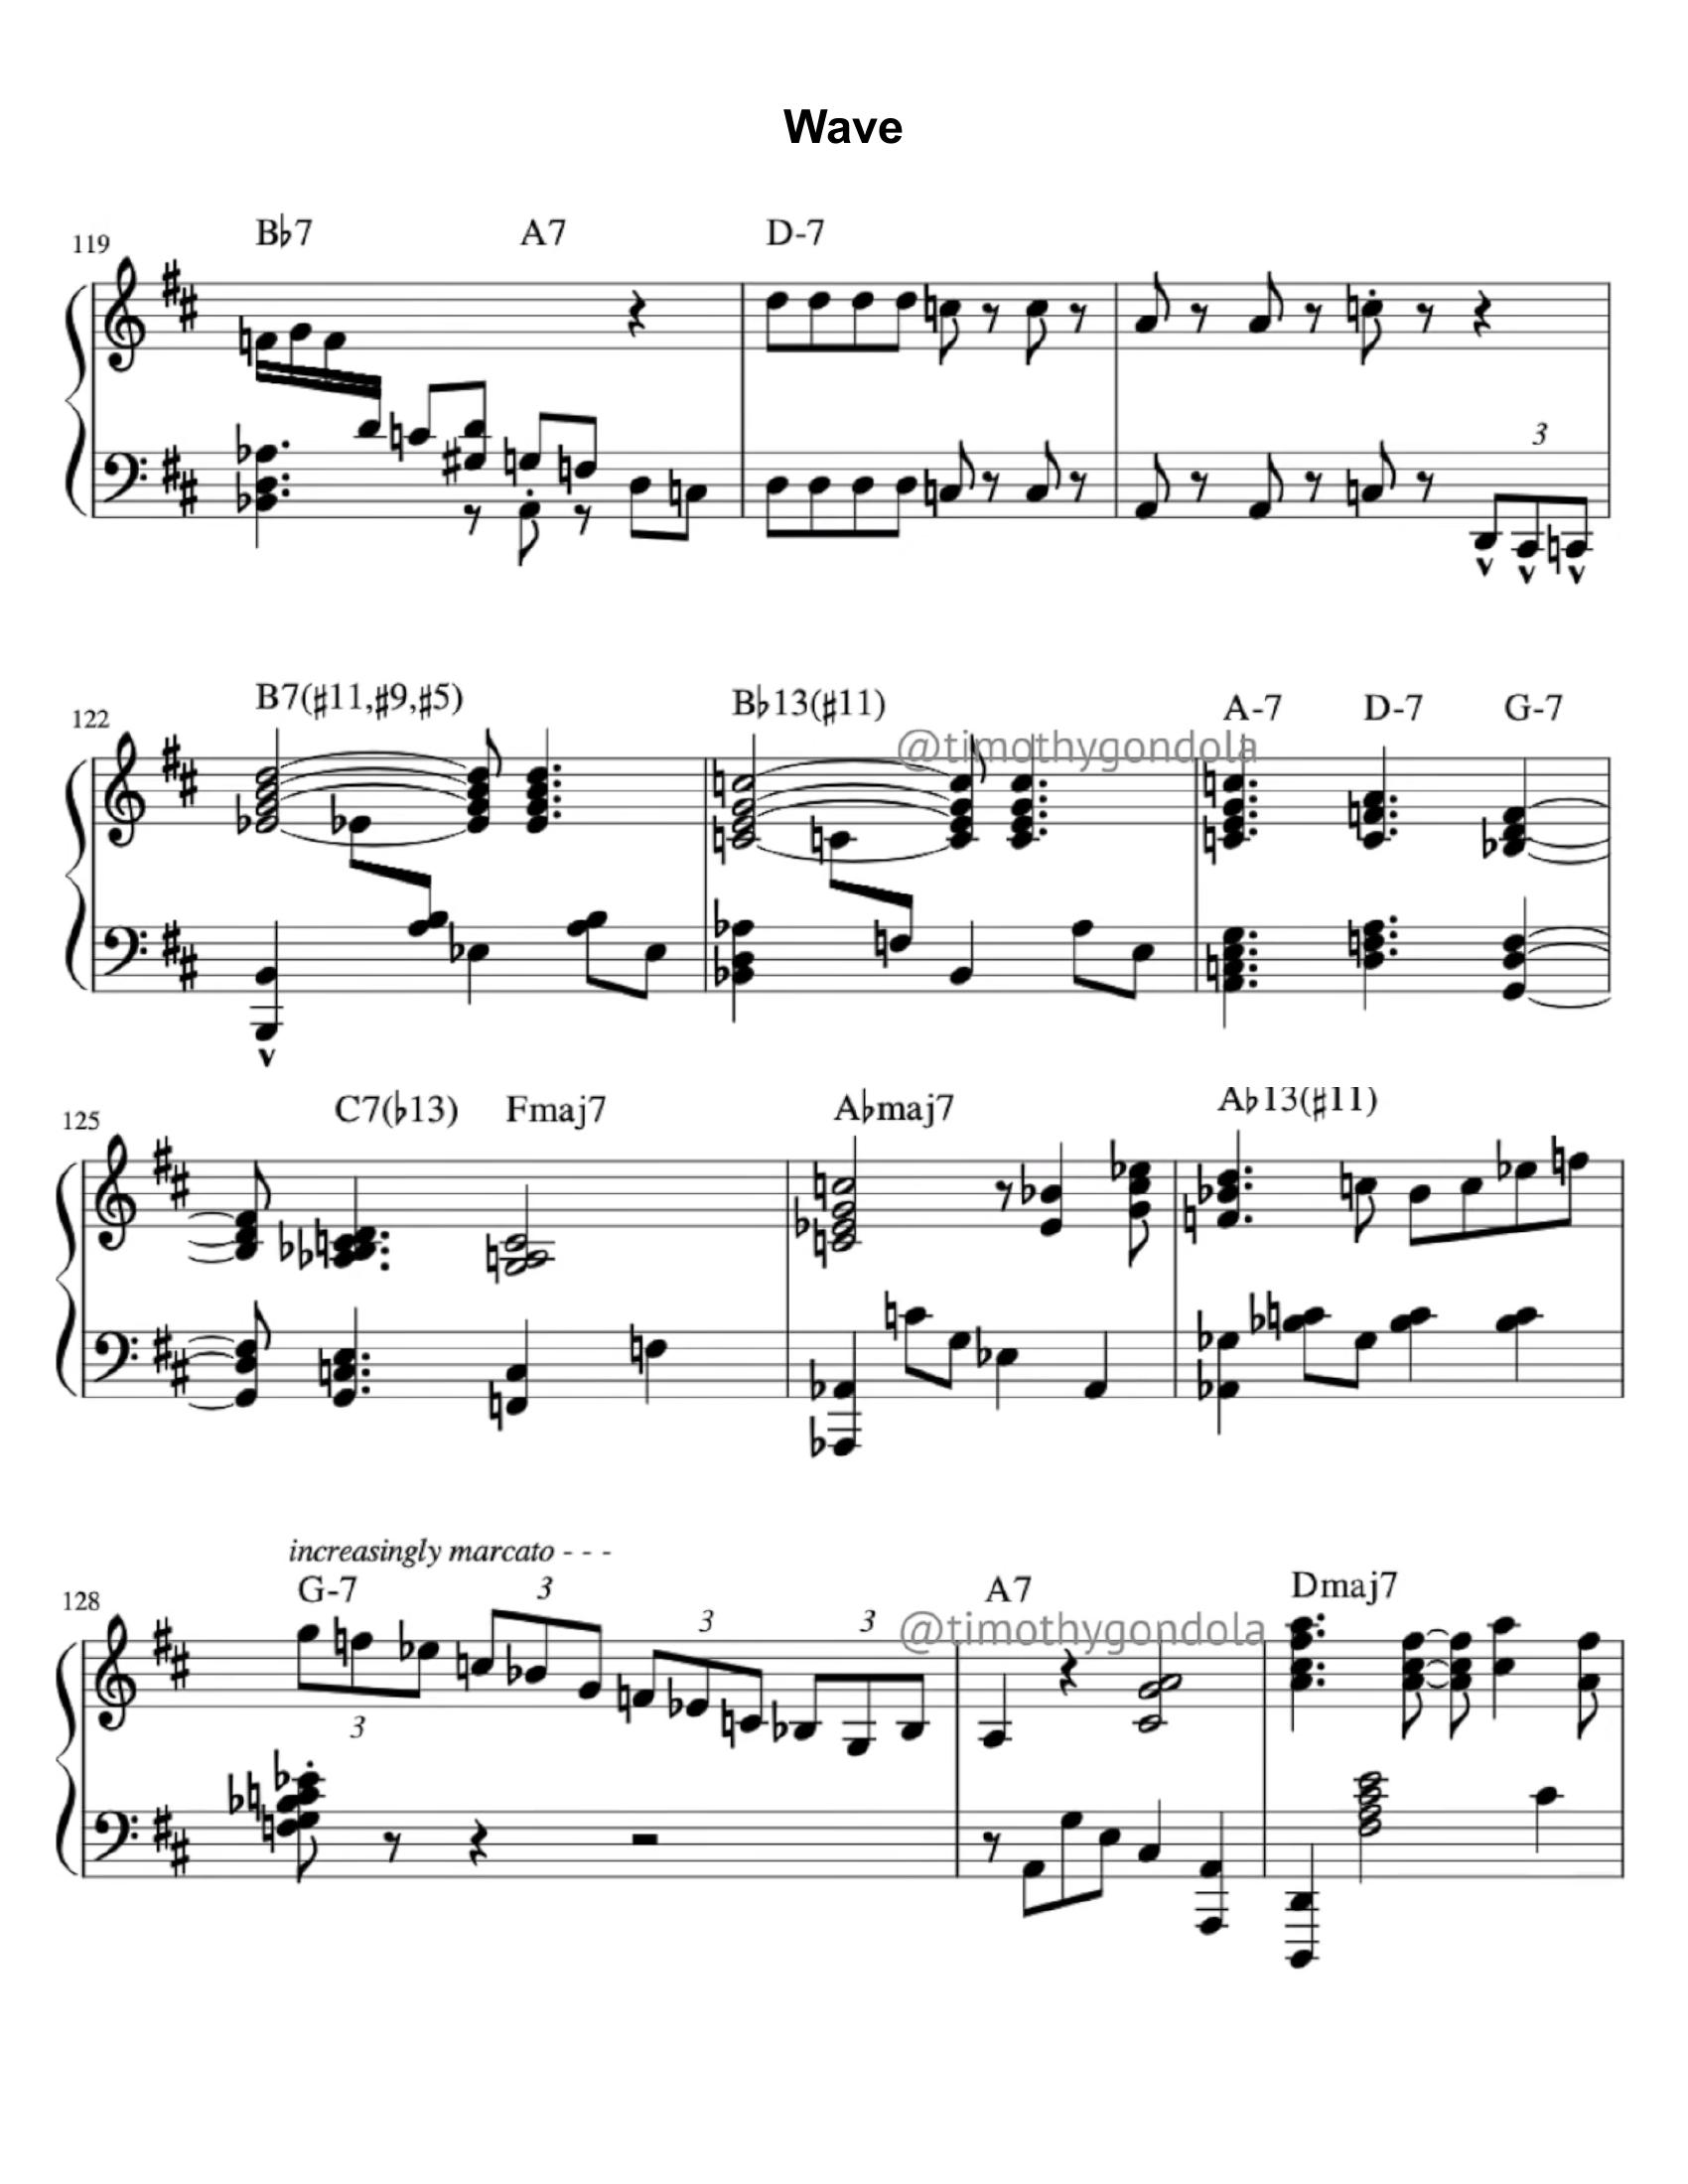 Wave
119 B♭7 A7 D-7
3
122 B7(♯11,♯9,♯5) B♭13(♯11) A-7 D-7 G-7
@timothygondola
125 C7(♭13) Fmaj7 A♭maj7 A♭13(♯11)
increasingly marcato - - -
128 G-7 3 3 3 A7 Dmaj7
@timothygondola
3